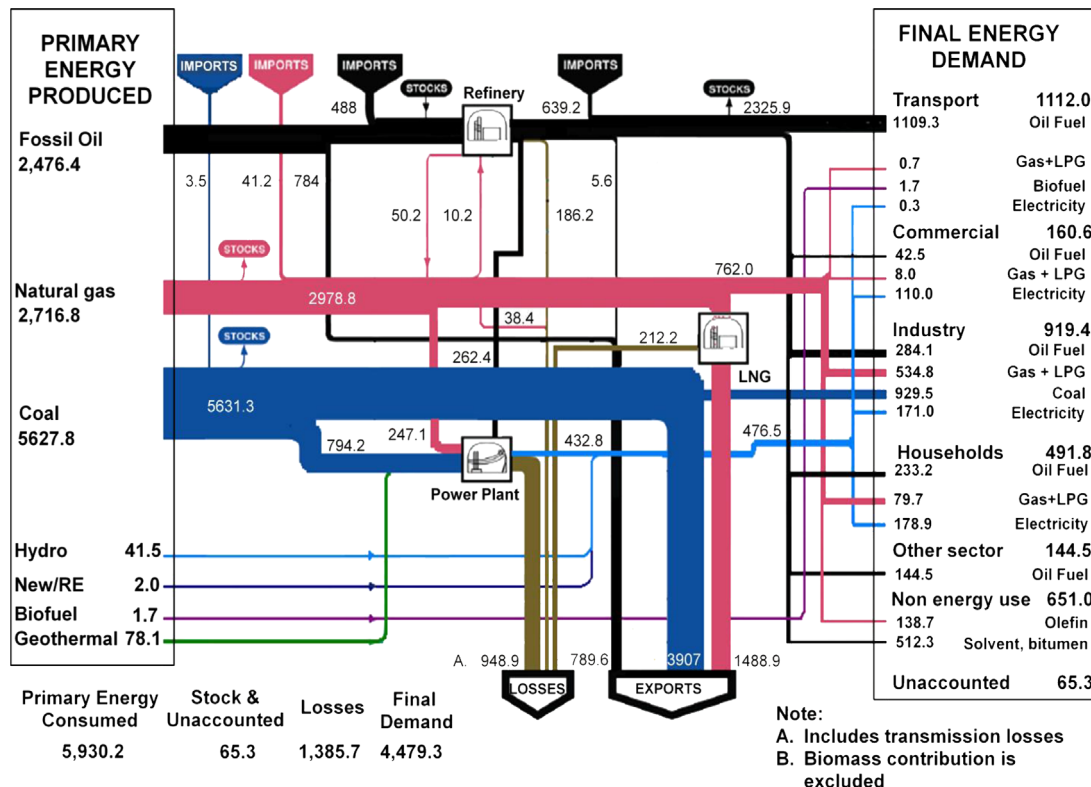 PRIMARY
ENERGY
PRODUCED
Fossil Oil
2,476.4
Natural gas
2,716.8
Coal
5627.8
Hydro 41.5
New/RE 2.0
Biofuel 1.7
Geothermal 78.1
IMPORTS
IMPORTS
IMPORTS
IMPORTS
STOCKS
STOCKS
488
Refinery
639.2
2325.9
3.5
41.2
784
50.2
10.2
186.2
5.6
STOCKS
2978.8
762.0
38.4
STOCKS
262.4
212.2
LNG
5631.3
794.2
247.1
432.8
476.5
Power Plant
A. 948.9
789.6
3907
1488.9
LOSSES
EXPORTS
FINAL ENERGY
DEMAND
Transport 1112.0
1109.3 Oil Fuel
0.7 Gas+LPG
1.7 Biofuel
0.3 Electricity
Commercial 160.6
42.5 Oil Fuel
8.0 Gas + LPG
110.0 Electricity
Industry 919.4
284.1 Oil Fuel
534.8 Gas + LPG
929.5 Coal
171.0 Electricity
Households 491.8
233.2 Oil Fuel
79.7 Gas+LPG
178.9 Electricity
Other sector 144.5
144.5 Oil Fuel
Non energy use 651.0
138.7 Olefin
512.3 Solvent, bitumen
Unaccounted 65.3
Primary Energy
Consumed
5,930.2
Stock &
Unaccounted
65.3
Losses
1,385.7
Final
Demand
4,479.3
Note:
A. Includes transmission losses
B. Biomass contribution is
excluded